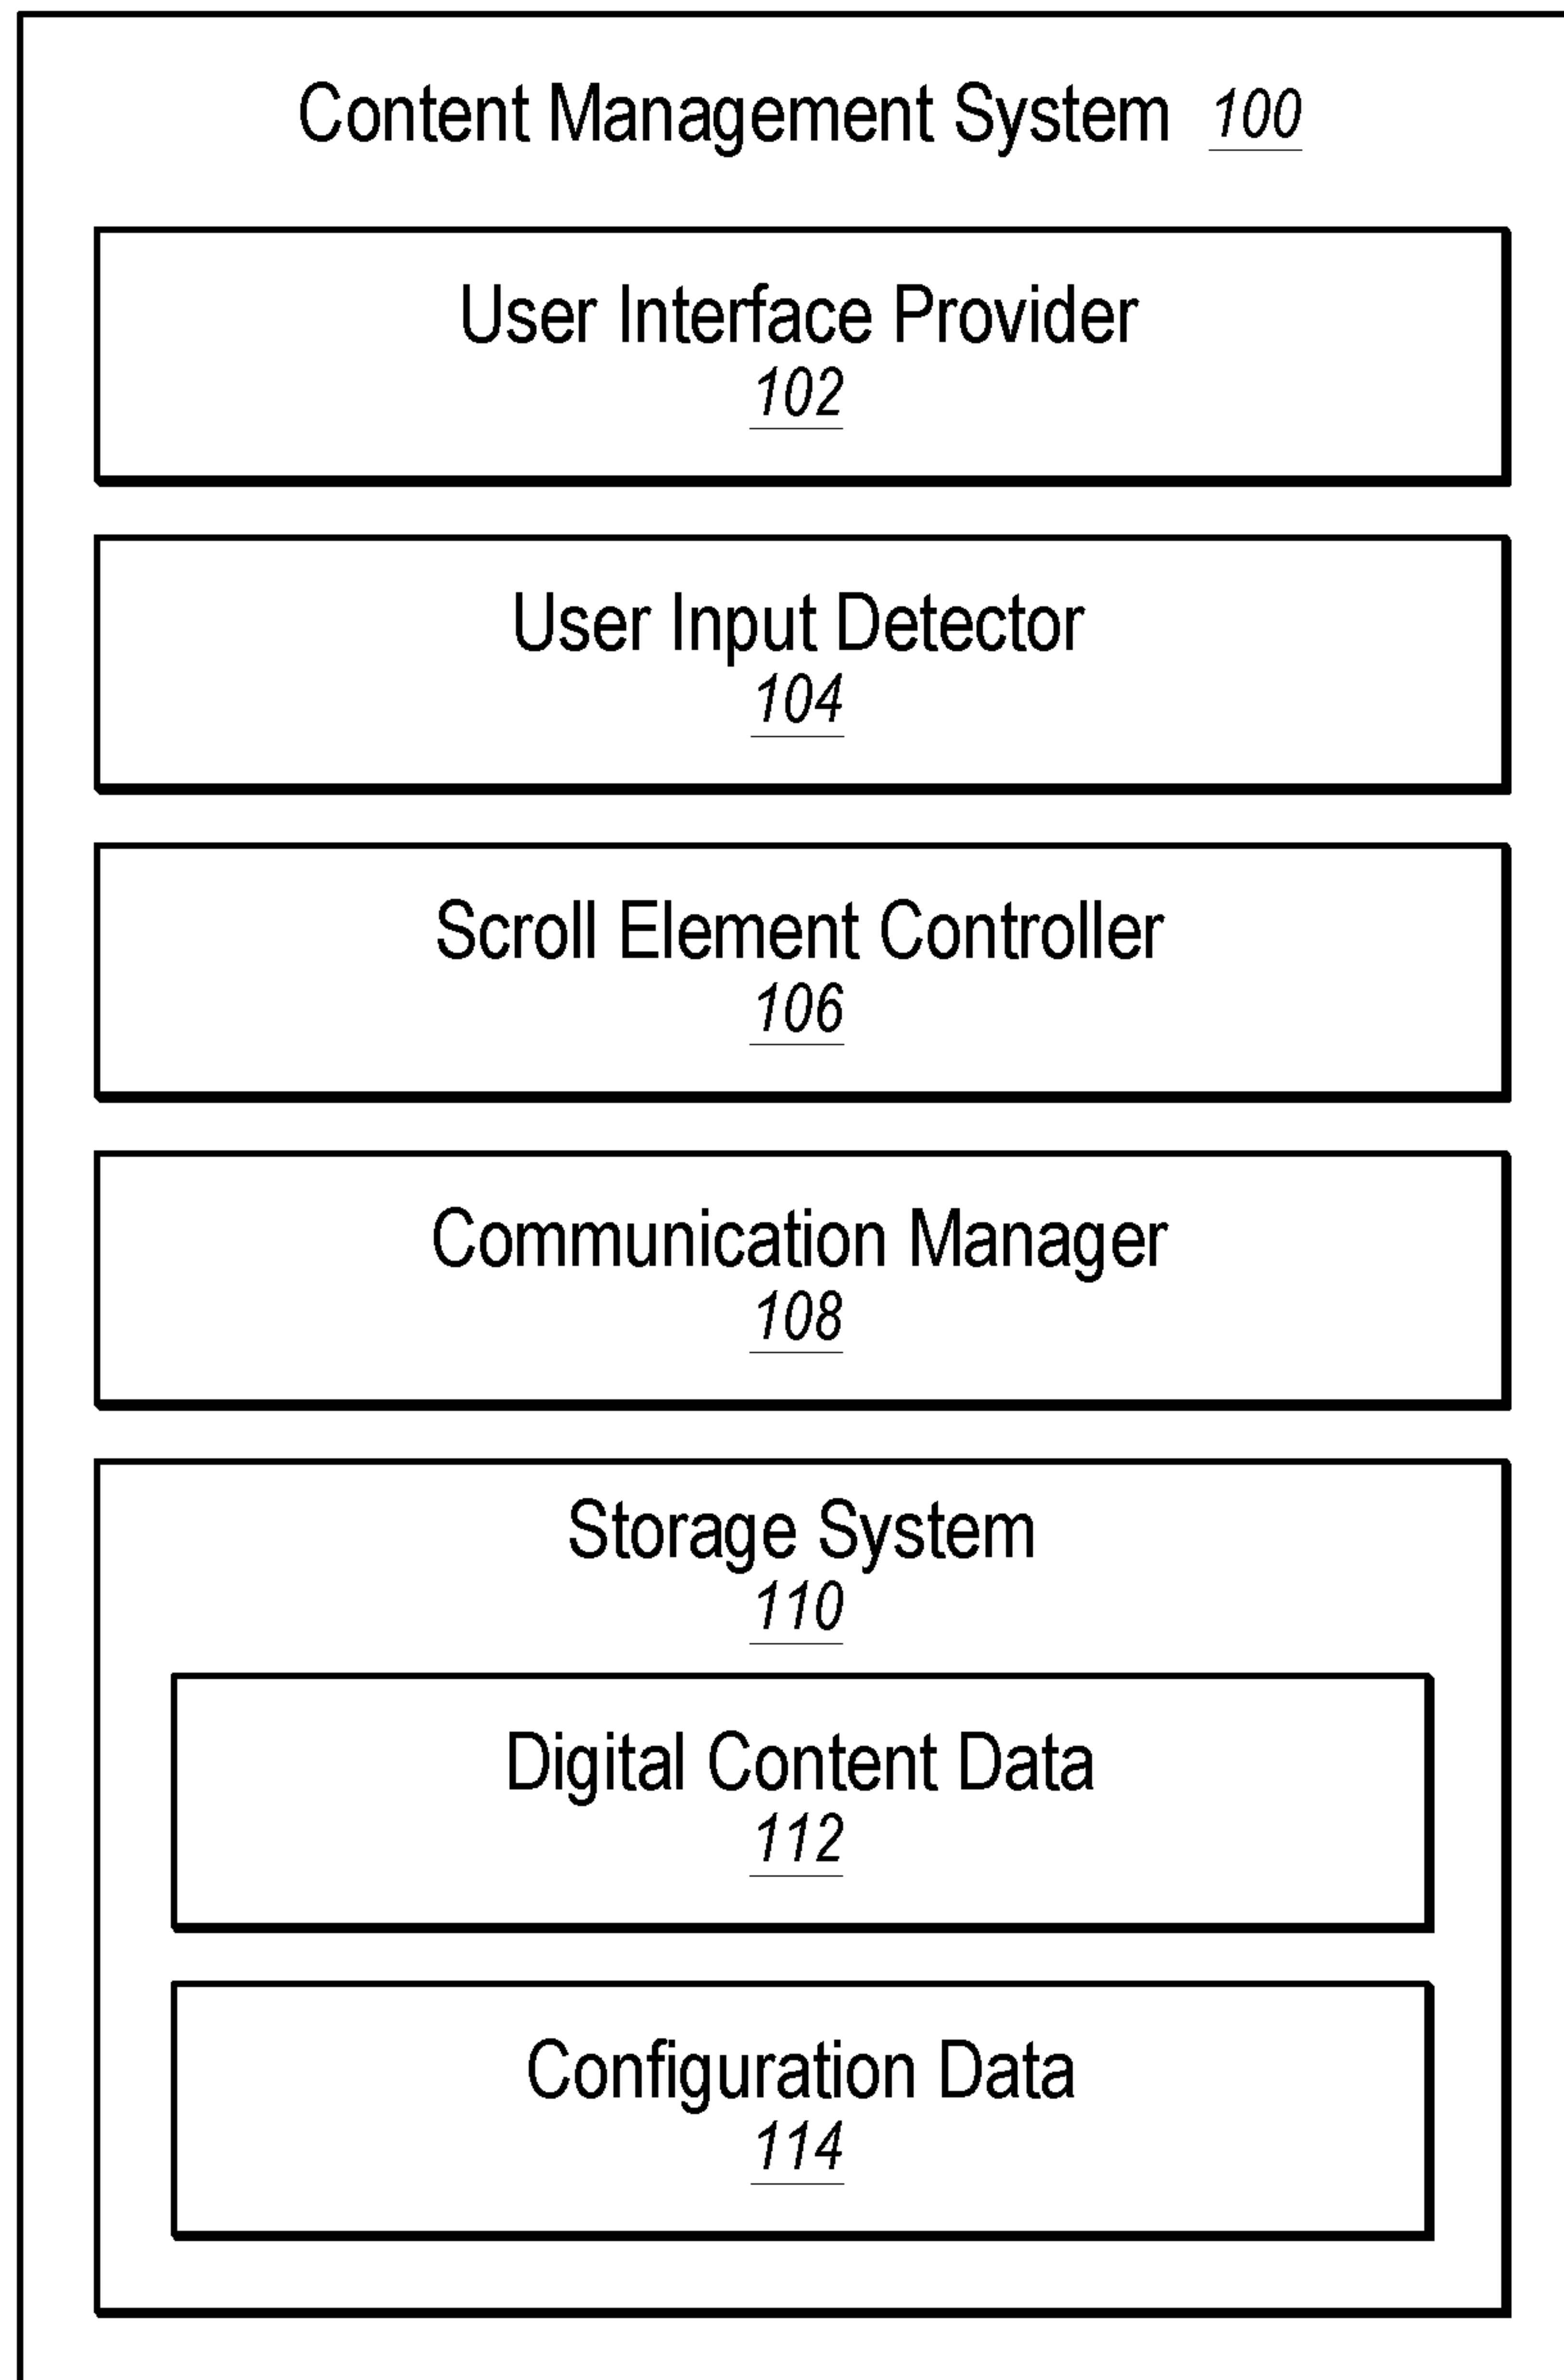 Content Management System 100
User Interface Provider
102
User Input Detector
104
Scroll Element Controller
106
Communication Manager
108
Storage System
110
Digital Content Data
112
Configuration Data
114